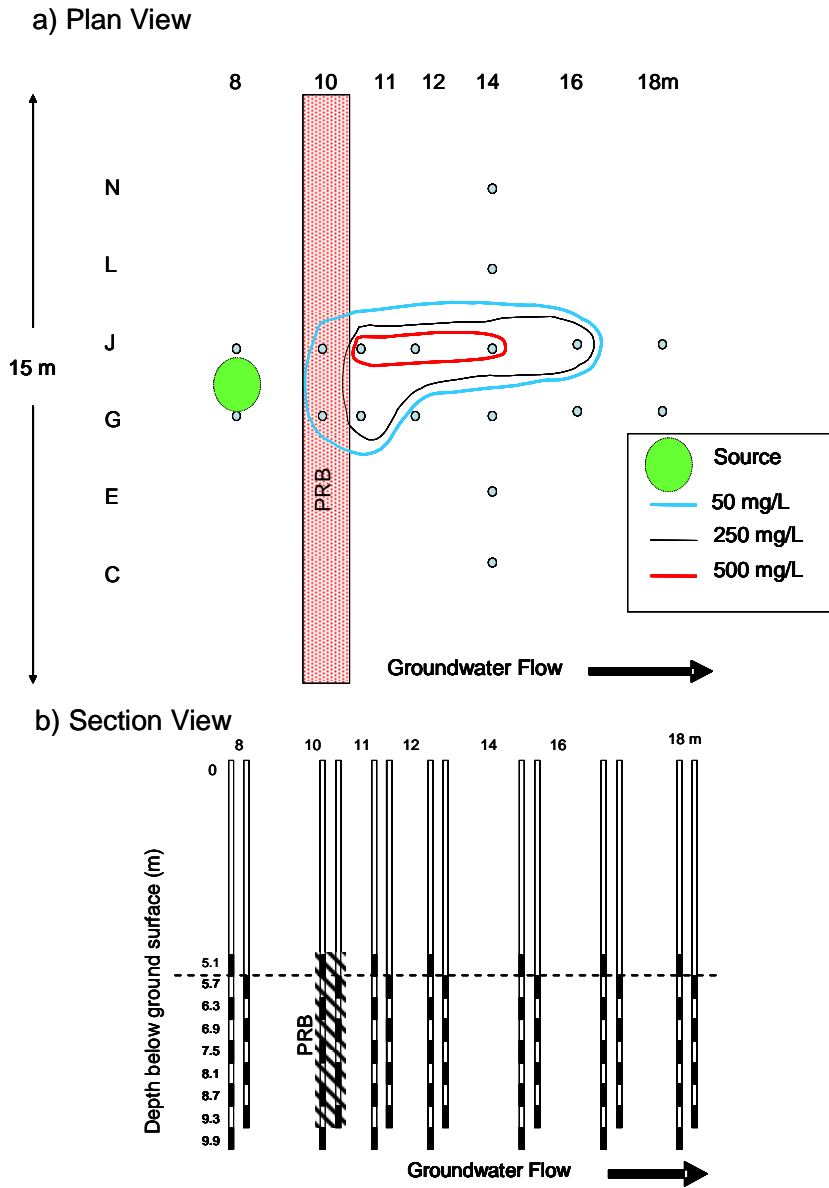 a) Plan View
8 10 11 12 14 16 18m
N
L
J
15 m
G
E
C
PRB
Source
50 mg/L
250 mg/L
500 mg/L
Groundwater Flow
b) Section View
8 10 11 12 14 16 18 m
0
Depth below ground surface (m)
5.1
5.7
6.3
6.9
7.5
8.1
8.7
9.3
9.9
PRB
Groundwater Flow